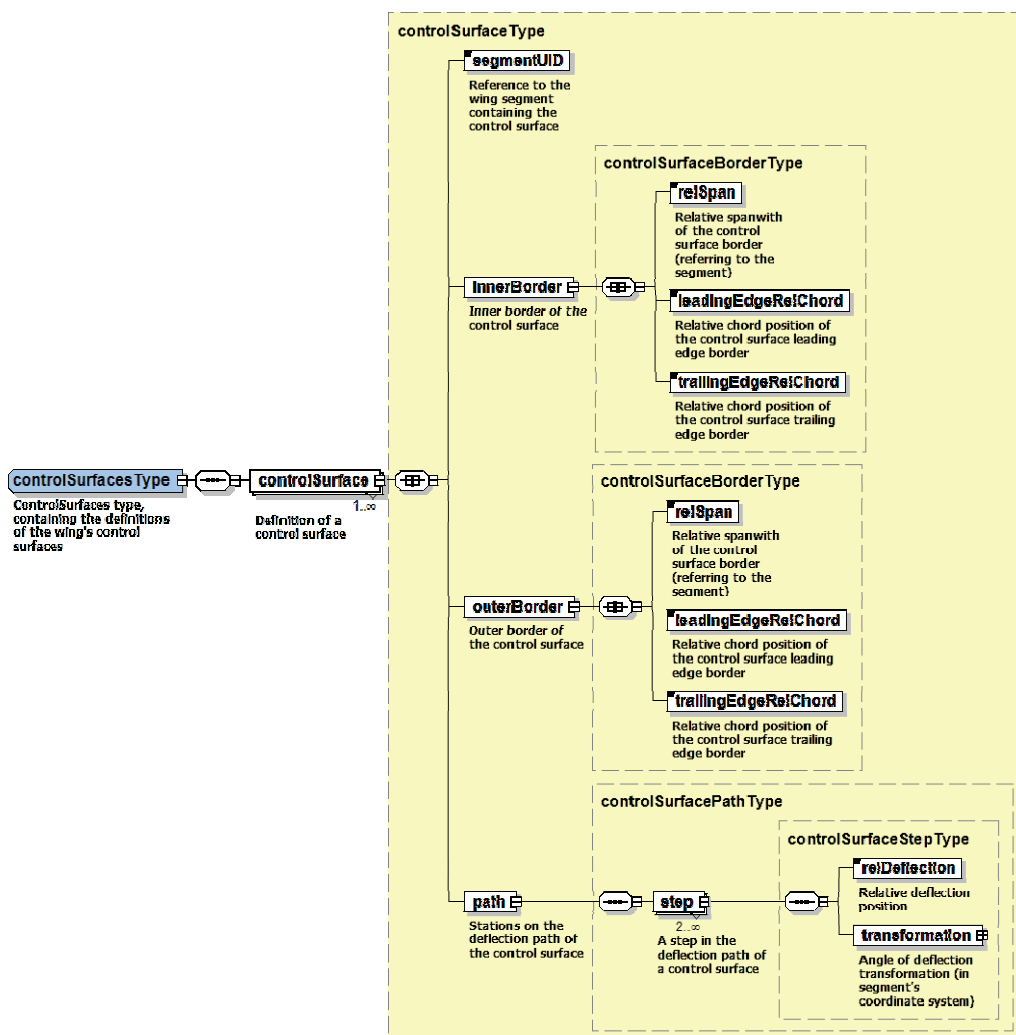 controlSurfaceType
segmentUID
Reference to the
wing segment
containing the
control surface
controlSurfaceBorderType
relSpan
Relative spanwith
of the control
surface border
(referring to the
segment)
innerBorder
Inner border of the
control surface
leadingEdgeRelChord
Relative chord position of
the control surface leading
edge border
trailingEdgeRelChord
Relative chord position of
the control surface trailing
edge border
controlSurfacesType
ControlSurfaces type,
containing the definitions
of the wing's control
surfaces
controlSurface
1..∞
Definition of a
control surface
controlSurfaceBorderType
relSpan
Relative spanwith
of the control
surface border
(referring to the
segment)
outerBorder
Outer border of
the control surface
leadingEdgeRelChord
Relative chord position of
the control surface leading
edge border
trailingEdgeRelChord
Relative chord position of
the control surface trailing
edge border
controlSurfacePathType
controlSurfaceStepType
relDeflection
Relative deflection
position
path
Stations on the
deflection path of
the control surface
step
2..∞
A step in the
deflection path of
a control surface
transformation
Angle of deflection
transformation (in
segment's
coordinate system)